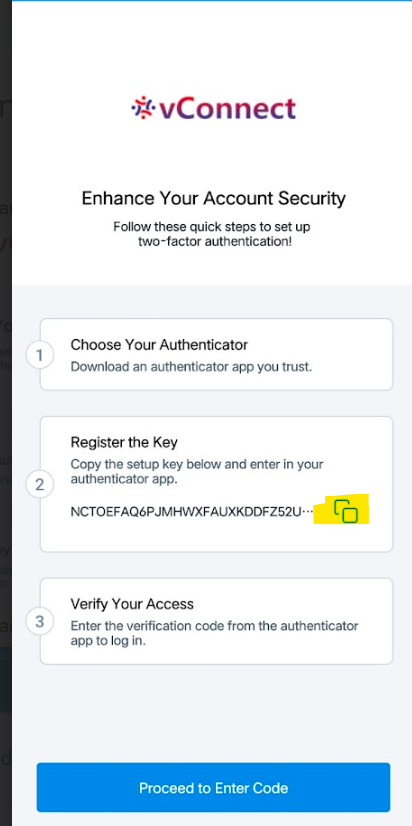 vConnect
Enhance Your Account Security
Follow these quick steps to set up
two-factor authentication!
1
Choose Your Authenticator
Download an authenticator app you trust.
2
Register the Key
Copy the setup key below and enter in your
authenticator app.
NCTOEFAQ6PJMHWXFAUXKDDFZ52U...
3
Verify Your Access
Enter the verification code from the authenticator
app to log in.
Proceed to Enter Code